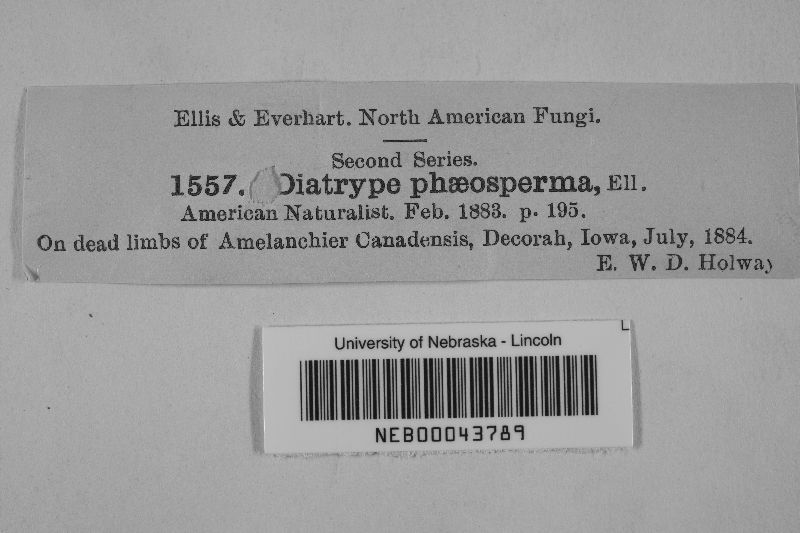 Ellis & Everhart. North American Fungi.
Second Series.
1557. Diatrype phæosperma, Ell.
American Naturalist. Feb. 1883. p. 195.
On dead limbs of Amelanchier Canadensis, Decorah, Iowa, July, 1884.
E. W. D. Holway
University of Nebraska - Lincoln
NEB00043789